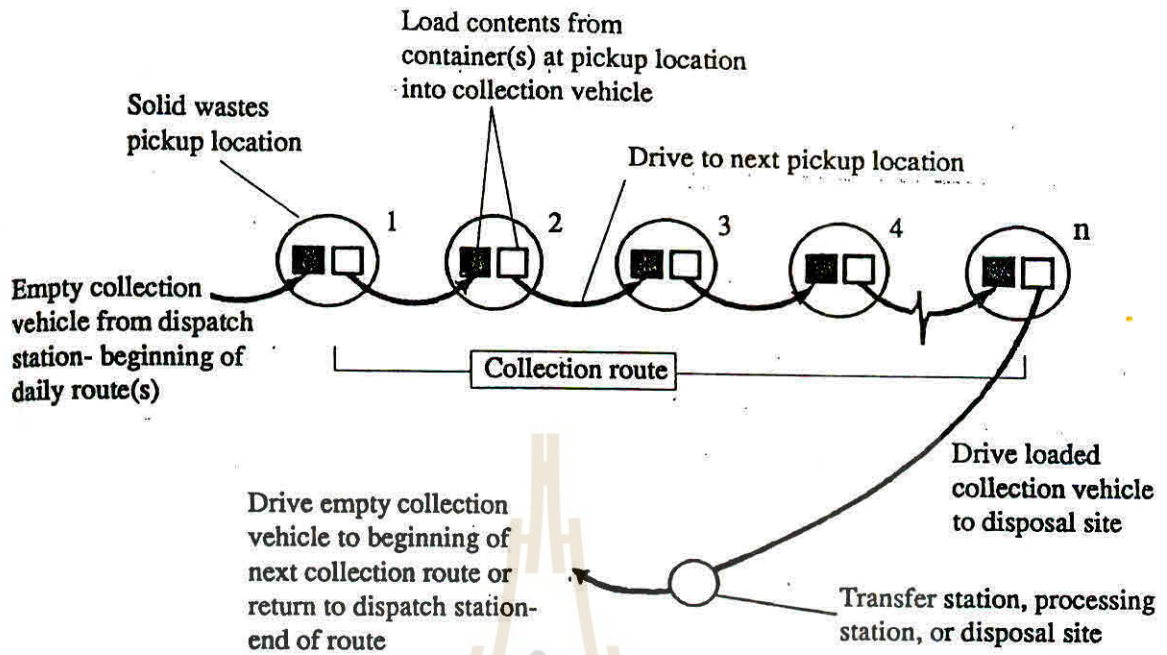 Load contents from
container(s) at pickup location
into collection vehicle
Solid wastes
pickup location
Drive to next pickup location
1
2
3
4
n
Empty collection
vehicle from dispatch
station- beginning of
daily route(s)
Collection route
Drive loaded
collection vehicle
to disposal site
Drive empty collection
vehicle to beginning of
next collection route or
return to dispatch station-
end of route
Transfer station, processing
station, or disposal site